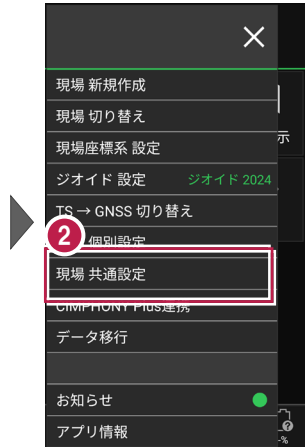 現場 新規作成
現場 切り替え
示
現場座標系 設定
ジオイド 設定 ジオイド 2024
TS → GNSS 切り替え
2
個別設定
現場 共通設定
CIMPHONY Plus連携
データ移行
お知らせ
アプリ情報
-%